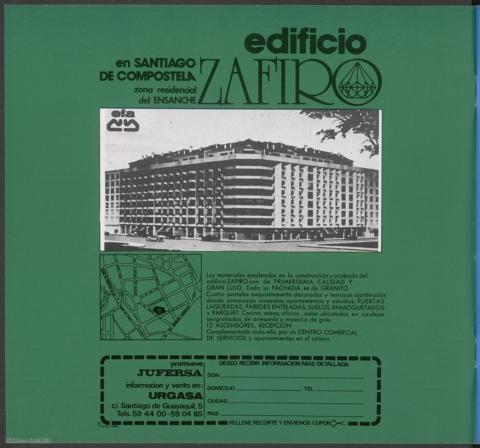 edificio
ZAFIRO
en SANTIAGO
DE COMPOSTELA
zona residencial
del ENSANCHE
efa
Los materiales empleados en la construcción y acabado del
edificio ZAFIRO son de PRIMERISIMA CALIDAD Y
GRAN LUJO. Toda su FACHADA es de GRANITO.
Cuatro portales exquisitamente decorados y terrazas ajardinadas
donde armonizan viviendas, apartamentos y estudios, PUERTAS
LAQUEADAS, PAREDES ENTELADAS, SUELOS ENMOQUETADOS
y PARQUET. Cocina, aseos, oficios, están alicatados en azulejos
serigrafiados, de artesanía y mosaico de grés.
12 ASCENSORES, RECEPCION.
Complementado todo ello por un CENTRO COMERCIAL
DE SERVICIOS y aparcamientos en el sótano.
promueve
JUFERSA
informacion y venta en:
URGASA
c/ Santiago de Guayaquil, 5
Tels. 59 44 00-59 04 85
DESEO RECIBIR INFORMACION MAS DETALLADA
DON
DOMICILIO TEL
CIUDAD
PAIS
RELLENE RECORTE Y ENVIENOS CUPON